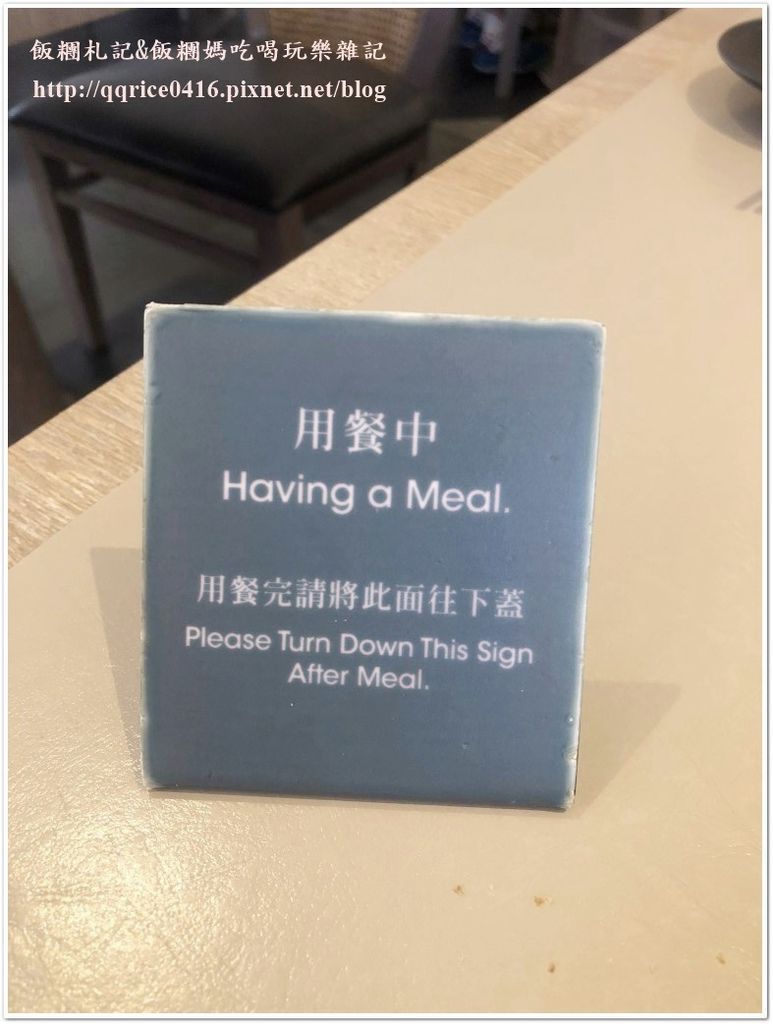 飯糰札記&飯糰媽吃喝玩樂雜記
http://qqrice0416.pixnet.net/blog
用餐中
Having a Meal.
用餐完請將此面往下蓋
Please Turn Down This Sign
After Meal.